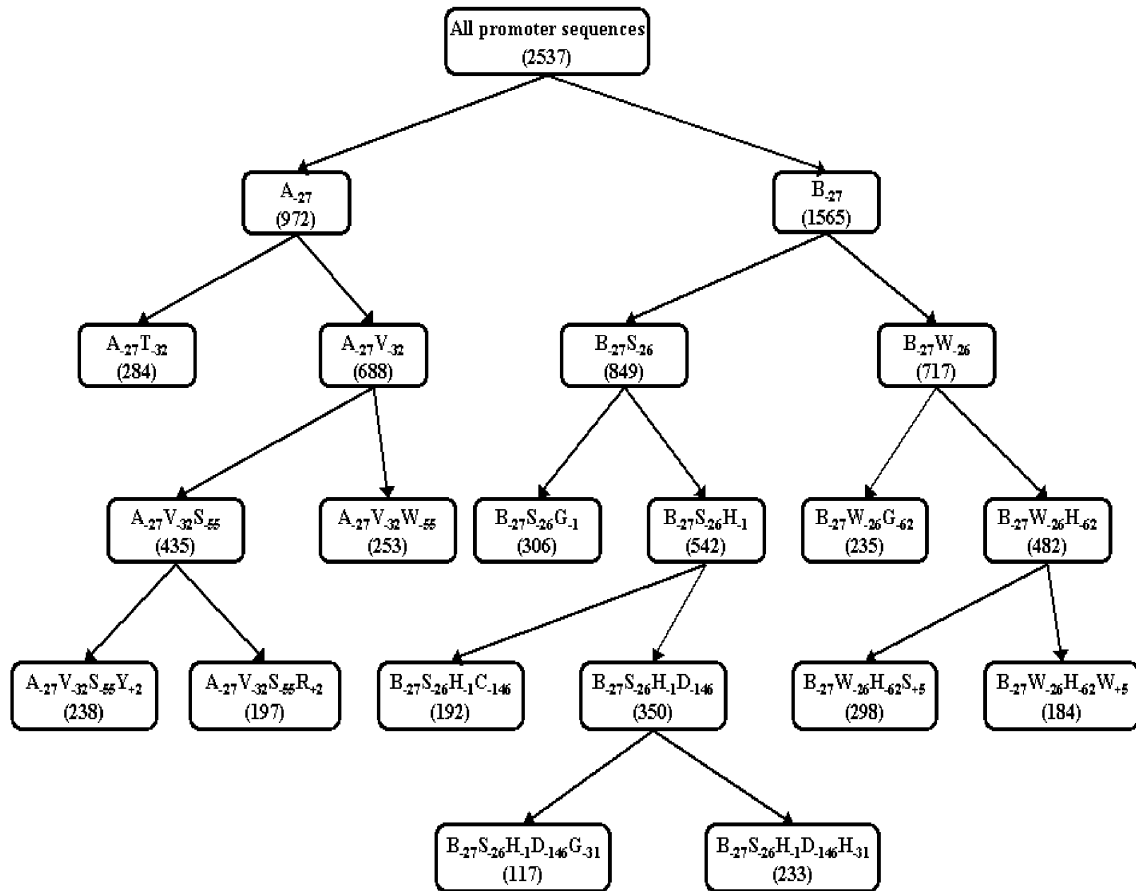 All promoter sequences
(2537)
A-27
(972)
B-27
(1565)
A-27T-32
(284)
A-27V-32
(688)
B-27S-26
(849)
B-27W-26
(717)
A-27V-32S-55
(435)
A-27V-32W-55
(253)
B-27S-26G-1
(306)
B-27S-26H-1
(542)
B-27W-26G-62
(235)
B-27W-26H-62
(482)
A-27V-32S-55Y+2
(238)
A-27V-32S-55R+2
(197)
B-27S-26H-1C-146
(192)
B-27S-26H-1D-146
(350)
B-27W-26H-62S+5
(298)
B-27W-26H-62W+5
(184)
B-27S-26H-1D-146G-31
(117)
B-27S-26H-1D-146H-31
(233)